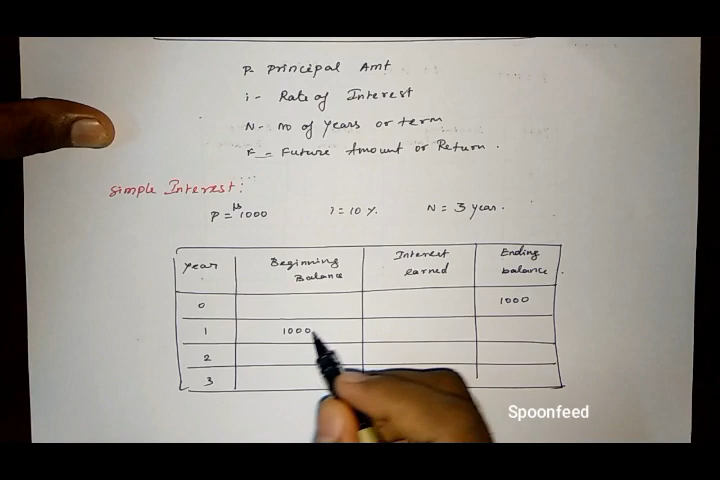 P- Principal Amt
i- Rate of Interest
N- no of years or term
F = Future Amount or Return.
Simple Interest:
P = Rs 1000 i = 10 %. N = 3 year.
Year Beginning Balance Interest earned Ending balance
0 1000
1 1000
2
3
Spoonfeed